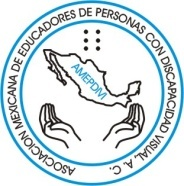 ASOCIACION MEXICANA DE EDUCADORES DE PERSONAS CON DISCAPACIDAD VISUAL, A. C.
AMEPDIVI